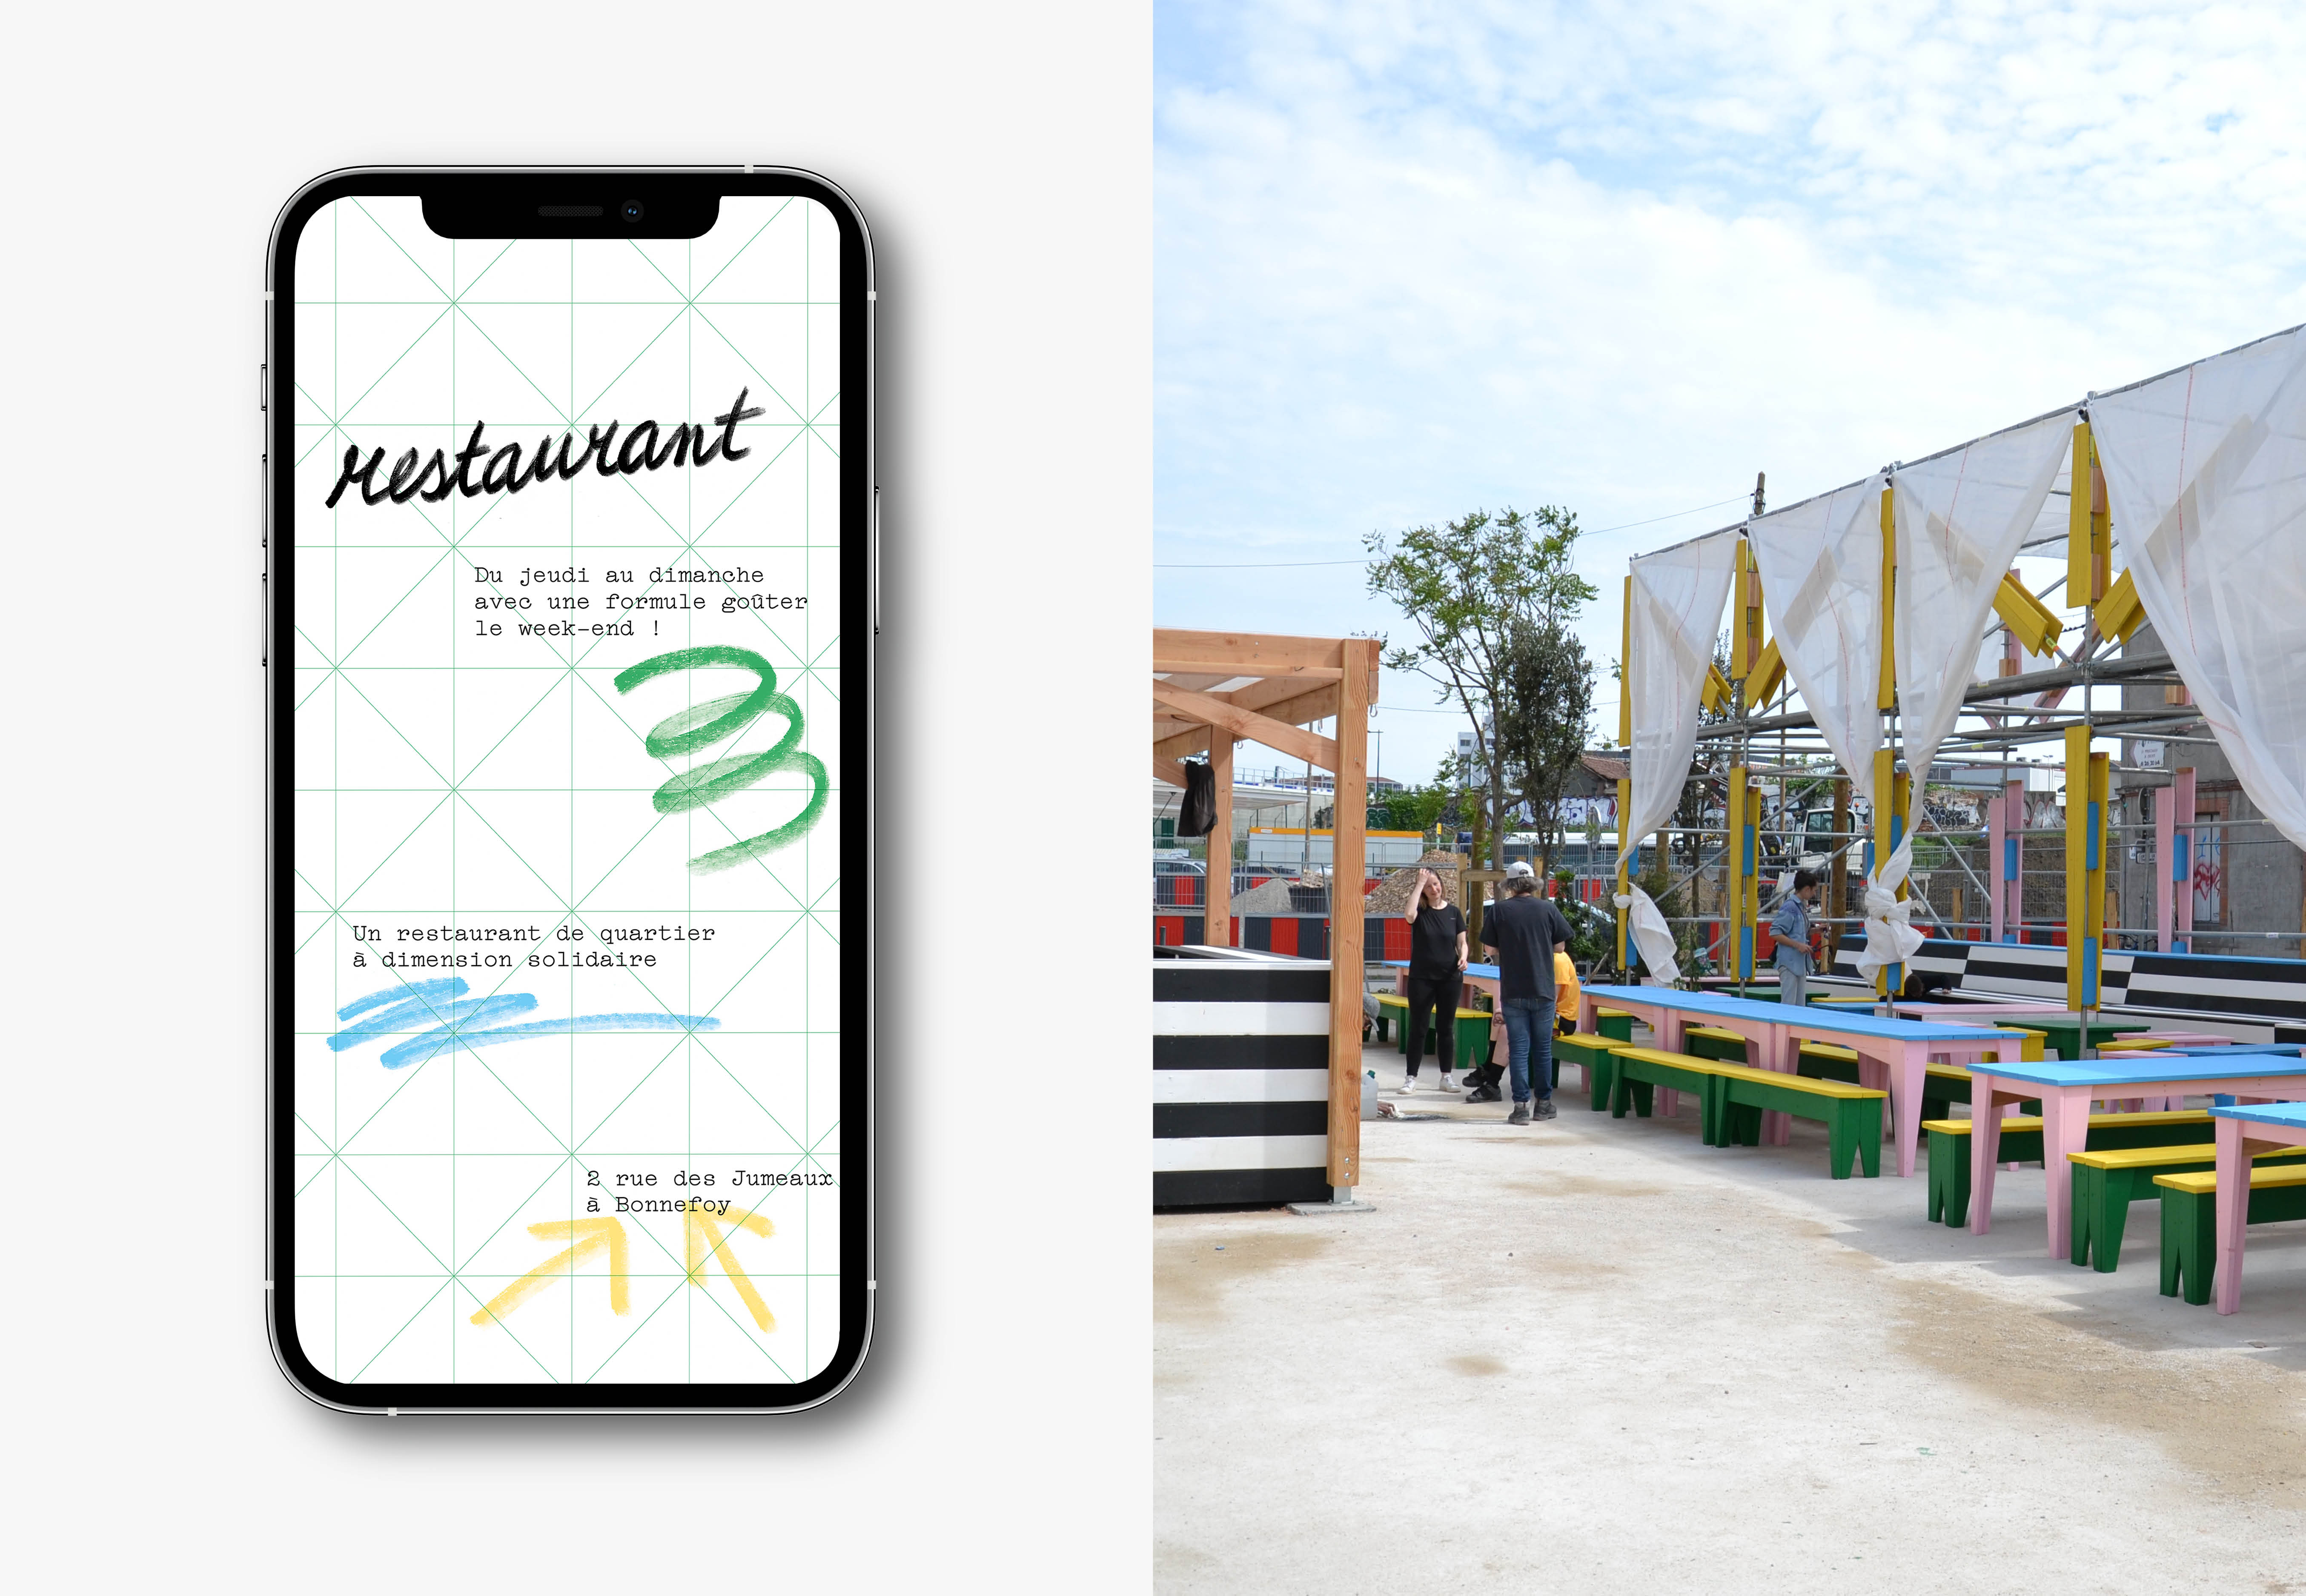 restaurant
Du jeudi au dimanche
avec une formule goûter
le week-end !
Un restaurant de quartier
à dimension solidaire
2 rue des Jumeaux
à Bonnefoy